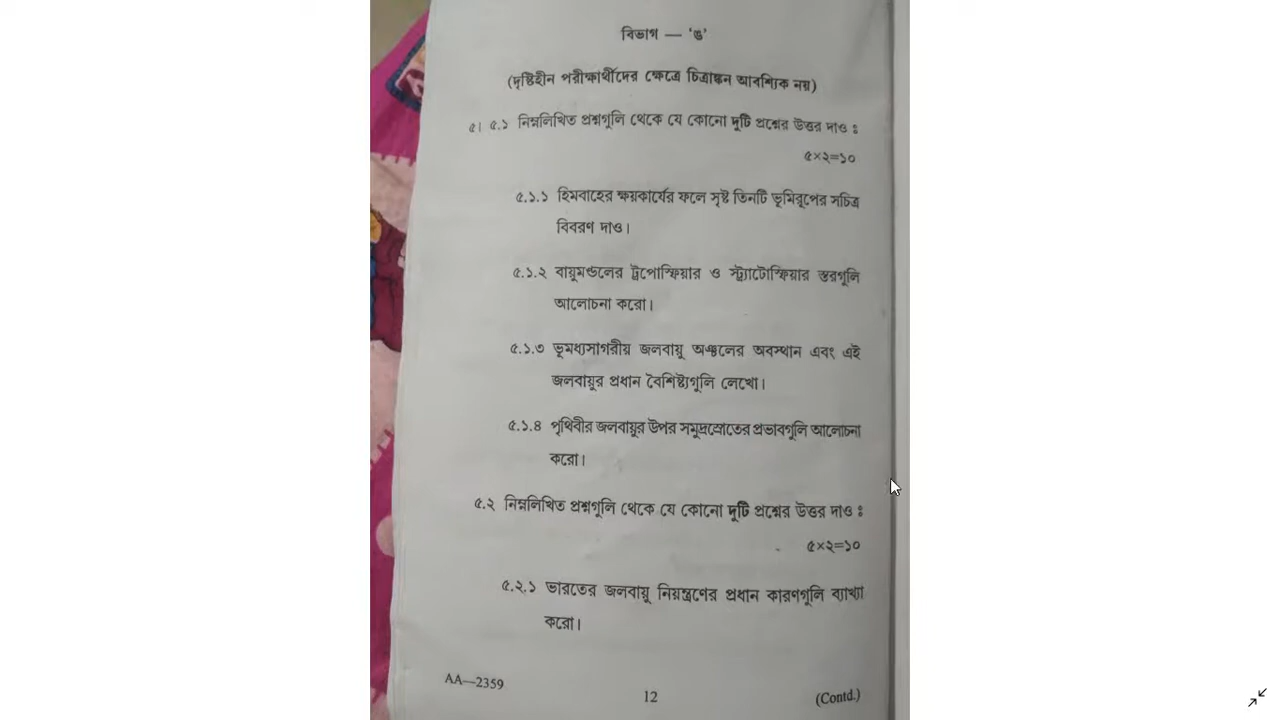 বিভাগ — ‘ঙ’
(দৃষ্টিহীন পরীক্ষার্থীদের ক্ষেত্রে চিত্রাঙ্কন আবশ্যিক নয়)
৫। ৫.১ নিম্নলিখিত প্রশ্নগুলি থেকে যে কোনো দুটি প্রশ্নের উত্তর দাও ঃ
৫×২=১০
৫.১.১ হিমবাহের ক্ষয়কার্যের ফলে সৃষ্ট তিনটি ভূমিরূপের সচিত্র
বিবরণ দাও।
৫.১.২ বায়ুমণ্ডলের ট্রপোস্ফিয়ার ও স্ট্র্যাটোস্ফিয়ার স্তরগুলি
আলোচনা করো।
৫.১.৩ ভূমধ্যসাগরীয় জলবায়ু অঞ্চলের অবস্থান এবং এই
জলবায়ুর প্রধান বৈশিষ্ট্যগুলি লেখো।
৫.১.৪ পৃথিবীর জলবায়ুর উপর সমুদ্রস্রোতের প্রভাবগুলি আলোচনা
করো।
৫.২ নিম্নলিখিত প্রশ্নগুলি থেকে যে কোনো দুটি প্রশ্নের উত্তর দাও ঃ
৫×২=১০
৫.২.১ ভারতের জলবায়ু নিয়ন্ত্রণের প্রধান কারণগুলি ব্যাখ্যা
করো।
AA—2359
12
(Contd.)